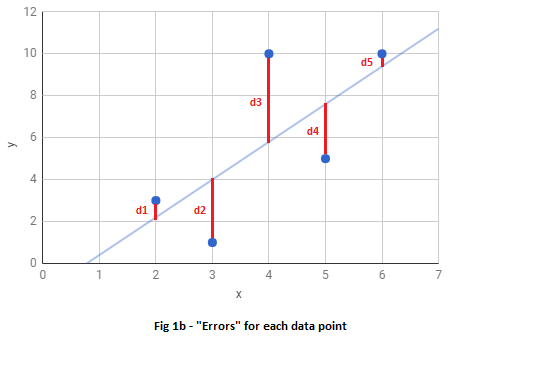 12
10
8
6
4
2
0
y
d1
d2
d3
d4
d5
0 1 2 3 4 5 6 7
x
Fig 1b - "Errors" for each data point